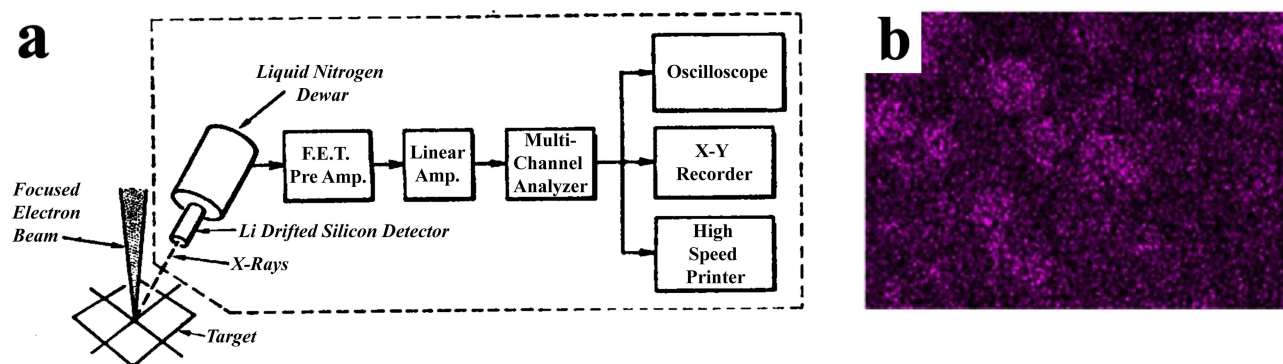 a
b
Liquid Nitrogen
Dewar
Oscilloscope
F.E.T.
Pre Amp.
Linear
Amp.
Multi-
Channel
Analyzer
X-Y
Recorder
Focused
Electron
Beam
Li Drifted Silicon Detector
X-Rays
High
Speed
Printer
Target